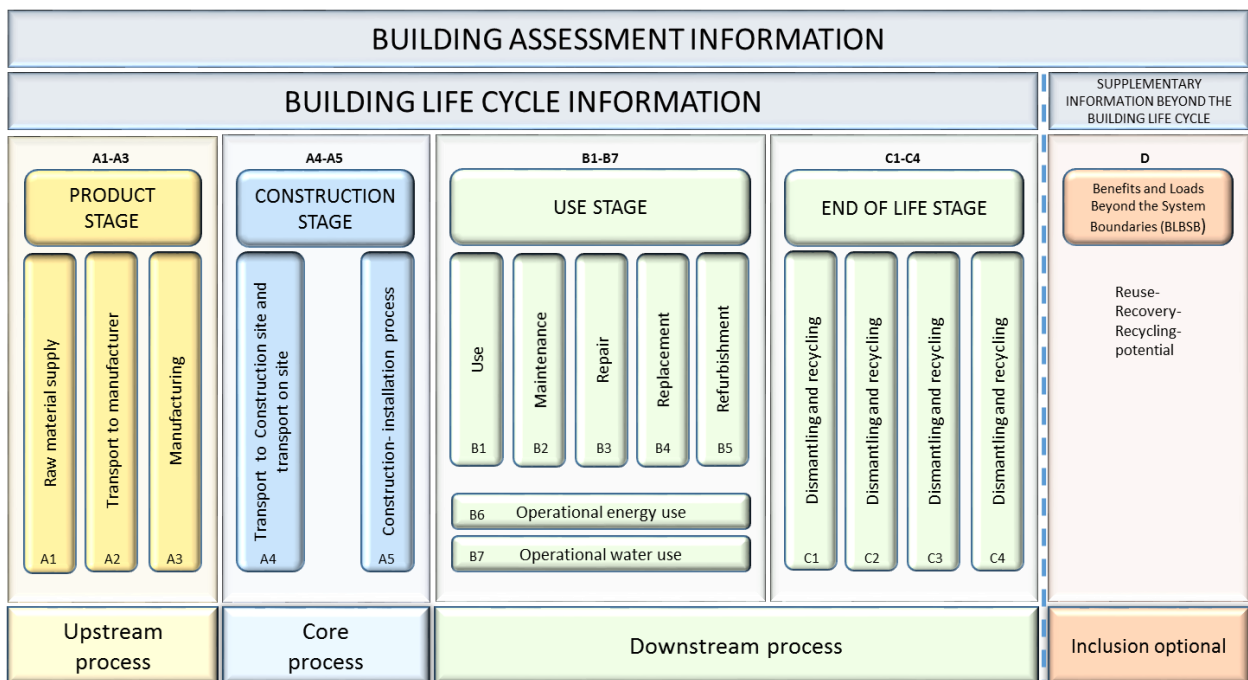 BUILDING ASSESSMENT INFORMATION
BUILDING LIFE CYCLE INFORMATION
SUPPLEMENTARY
INFORMATION BEYOND THE
BUILDING LIFE CYCLE
A1-A3
PRODUCT
STAGE
Raw material supply
A1
Transport to manufacturer
A2
Manufacturing
A3
A4-A5
CONSTRUCTION
STAGE
Transport to Construction site and
transport on site
A4
Construction- installation process
A5
B1-B7
USE STAGE
Use
B1
Maintenance
B2
Repair
B3
Replacement
B4
Refurbishment
B5
B6 Operational energy use
B7 Operational water use
C1-C4
END OF LIFE STAGE
Dismantling and recycling
C1
Dismantling and recycling
C2
Dismantling and recycling
C3
Dismantling and recycling
C4
D
Benefits and Loads
Beyond the System
Boundaries (BLBSB)
Reuse-
Recovery-
Recycling-
potential
Upstream
process
Core
process
Downstream process
Inclusion optional